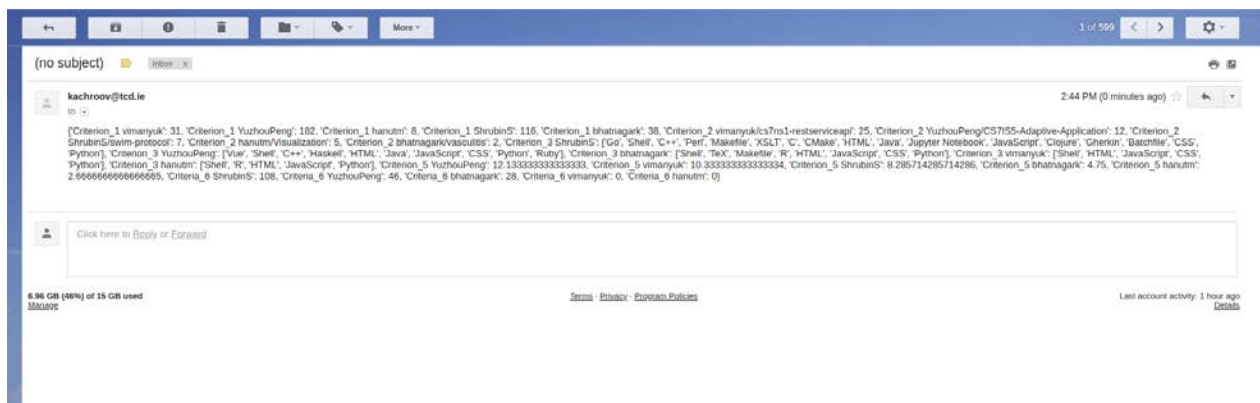 More
1 of 599
(no subject)
Inbox x
kachroov@tcd.ie
2:44 PM (0 minutes ago)
to
{'Criterion_1 vimanyuk': 31, 'Criterion_1 YuzhouPeng': 182, 'Criterion_1 hanutm': 8, 'Criterion_1 ShrubinS': 116, 'Criterion_1 bhatnagark': 38, 'Criterion_2 vimanyuk/cs7ns1-restserviceapi': 25, 'Criterion_2 YuzhouPeng/CS7IS5-Adaptive-Application': 12, 'Criterion_2
ShrubinS/swim-protocol': 7, 'Criterion_2 hanutm/Visualization': 5, 'Criterion_2 bhatnagark/vasculitis': 2, 'Criterion_3 ShrubinS': ['Go', 'Shell', 'C++', 'Perl', 'Makefile', 'XSLT', 'C', 'CMake', 'HTML', 'Java', 'Jupyter Notebook', 'JavaScript', 'Clojure', 'Gherkin', 'Batchfile', 'CSS',
'Python'], 'Criterion_3 YuzhouPeng': ['Vue', 'Shell', 'C++', 'Haskell', 'HTML', 'Java', 'JavaScript', 'CSS', 'Python', 'Ruby'], 'Criterion_3 bhatnagark': ['Shell', 'TeX', 'Makefile', 'R', 'HTML', 'JavaScript', 'CSS', 'Python'], 'Criterion_3 vimanyuk': ['Shell', 'HTML', 'JavaScript', 'CSS',
'Python'], 'Criterion_3 hanutm': ['Shell', 'R', 'HTML', 'JavaScript', 'Python'], 'Criterion_5 YuzhouPeng': 12.133333333333333, 'Criterion_5 vimanyuk': 10.333333333333334, 'Criterion_5 ShrubinS': 8.285714285714286, 'Criterion_5 bhatnagark': 4.75, 'Criterion_5 hanutm':
2.6666666666666665, 'Criteria_6 ShrubinS': 108, 'Criteria_6 YuzhouPeng': 46, 'Criteria_6 bhatnagark': 28, 'Criteria_6 vimanyuk': 0, 'Criteria_6 hanutm': 0}
Click here to Reply or Forward
6.96 GB (46%) of 15 GB used
Manage
Terms - Privacy - Program Policies
Last account activity: 1 hour ago
Details